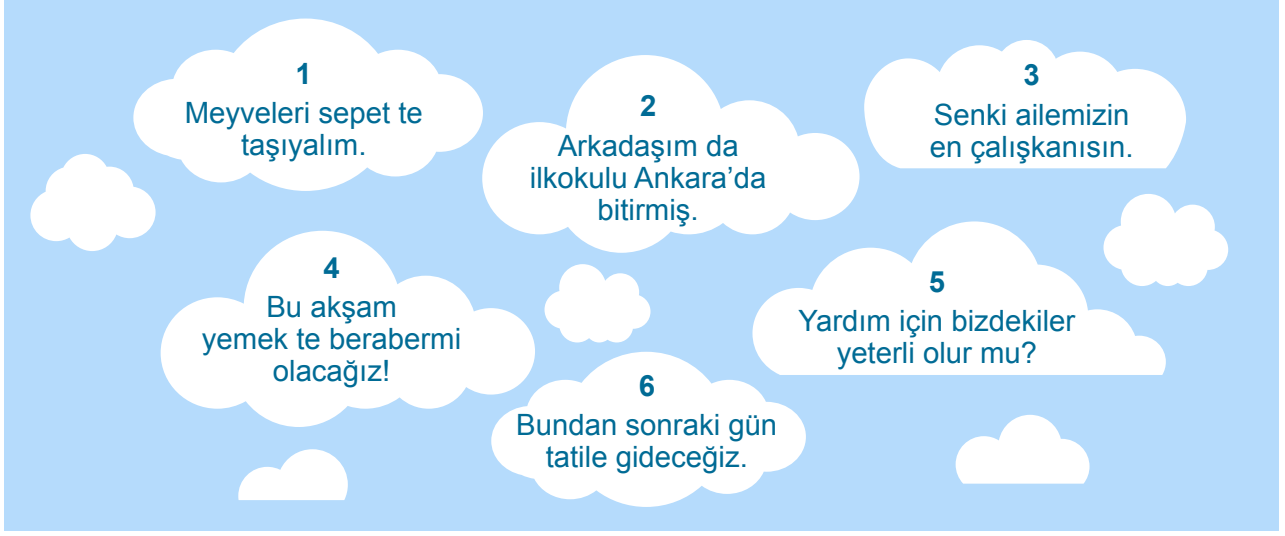 1
Meyveleri sepet te
taşıyalım.
2
Arkadaşım da
ilkokulu Ankara’da
bitirmiş.
3
Senki ailemizin
en çalışkanısın.
4
Bu akşam
yemek te berabermi
olacağız!
5
Yardım için bizdekiler
yeterli olur mu?
6
Bundan sonraki gün
tatile gideceğiz.